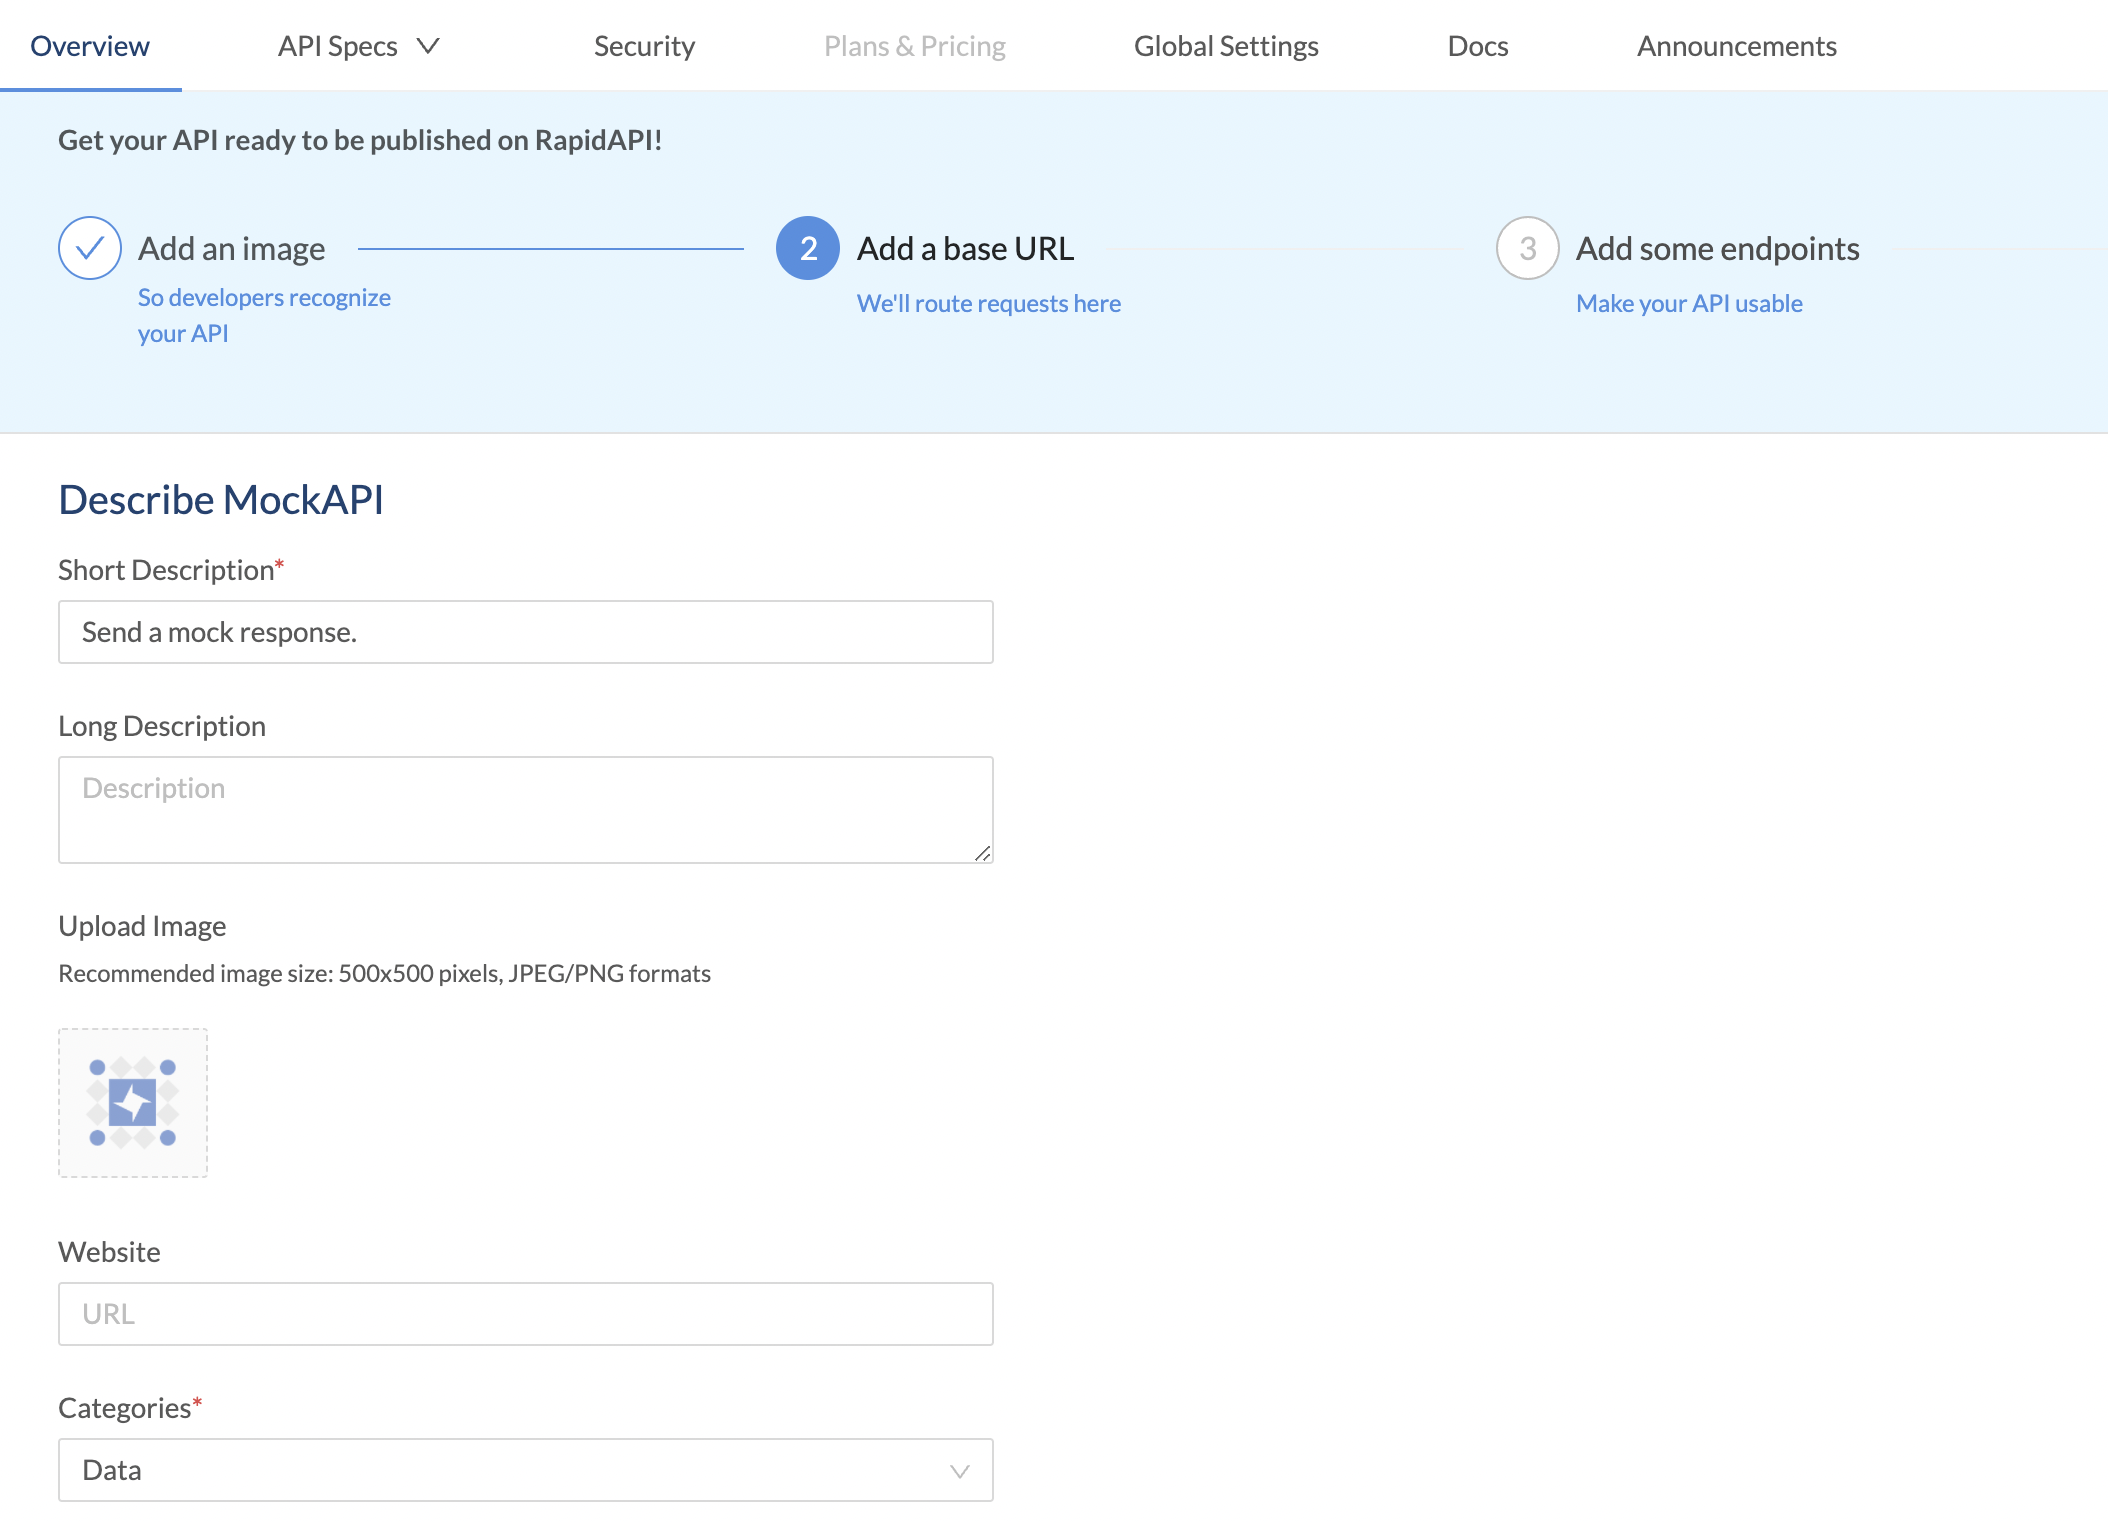 Overview API Specs Security Plans & Pricing Global Settings Docs Announcements
Get your API ready to be published on RapidAPI!
Add an image
So developers recognize
your API
2 Add a base URL
We'll route requests here
3 Add some endpoints
Make your API usable
Describe MockAPI
Short Description*
Send a mock response.
Long Description
Description
Upload Image
Recommended image size: 500x500 pixels, JPEG/PNG formats
Website
URL
Categories*
Data